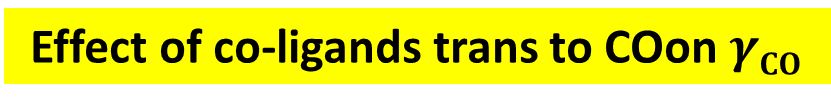 Effect of co-ligands trans to COon γCO